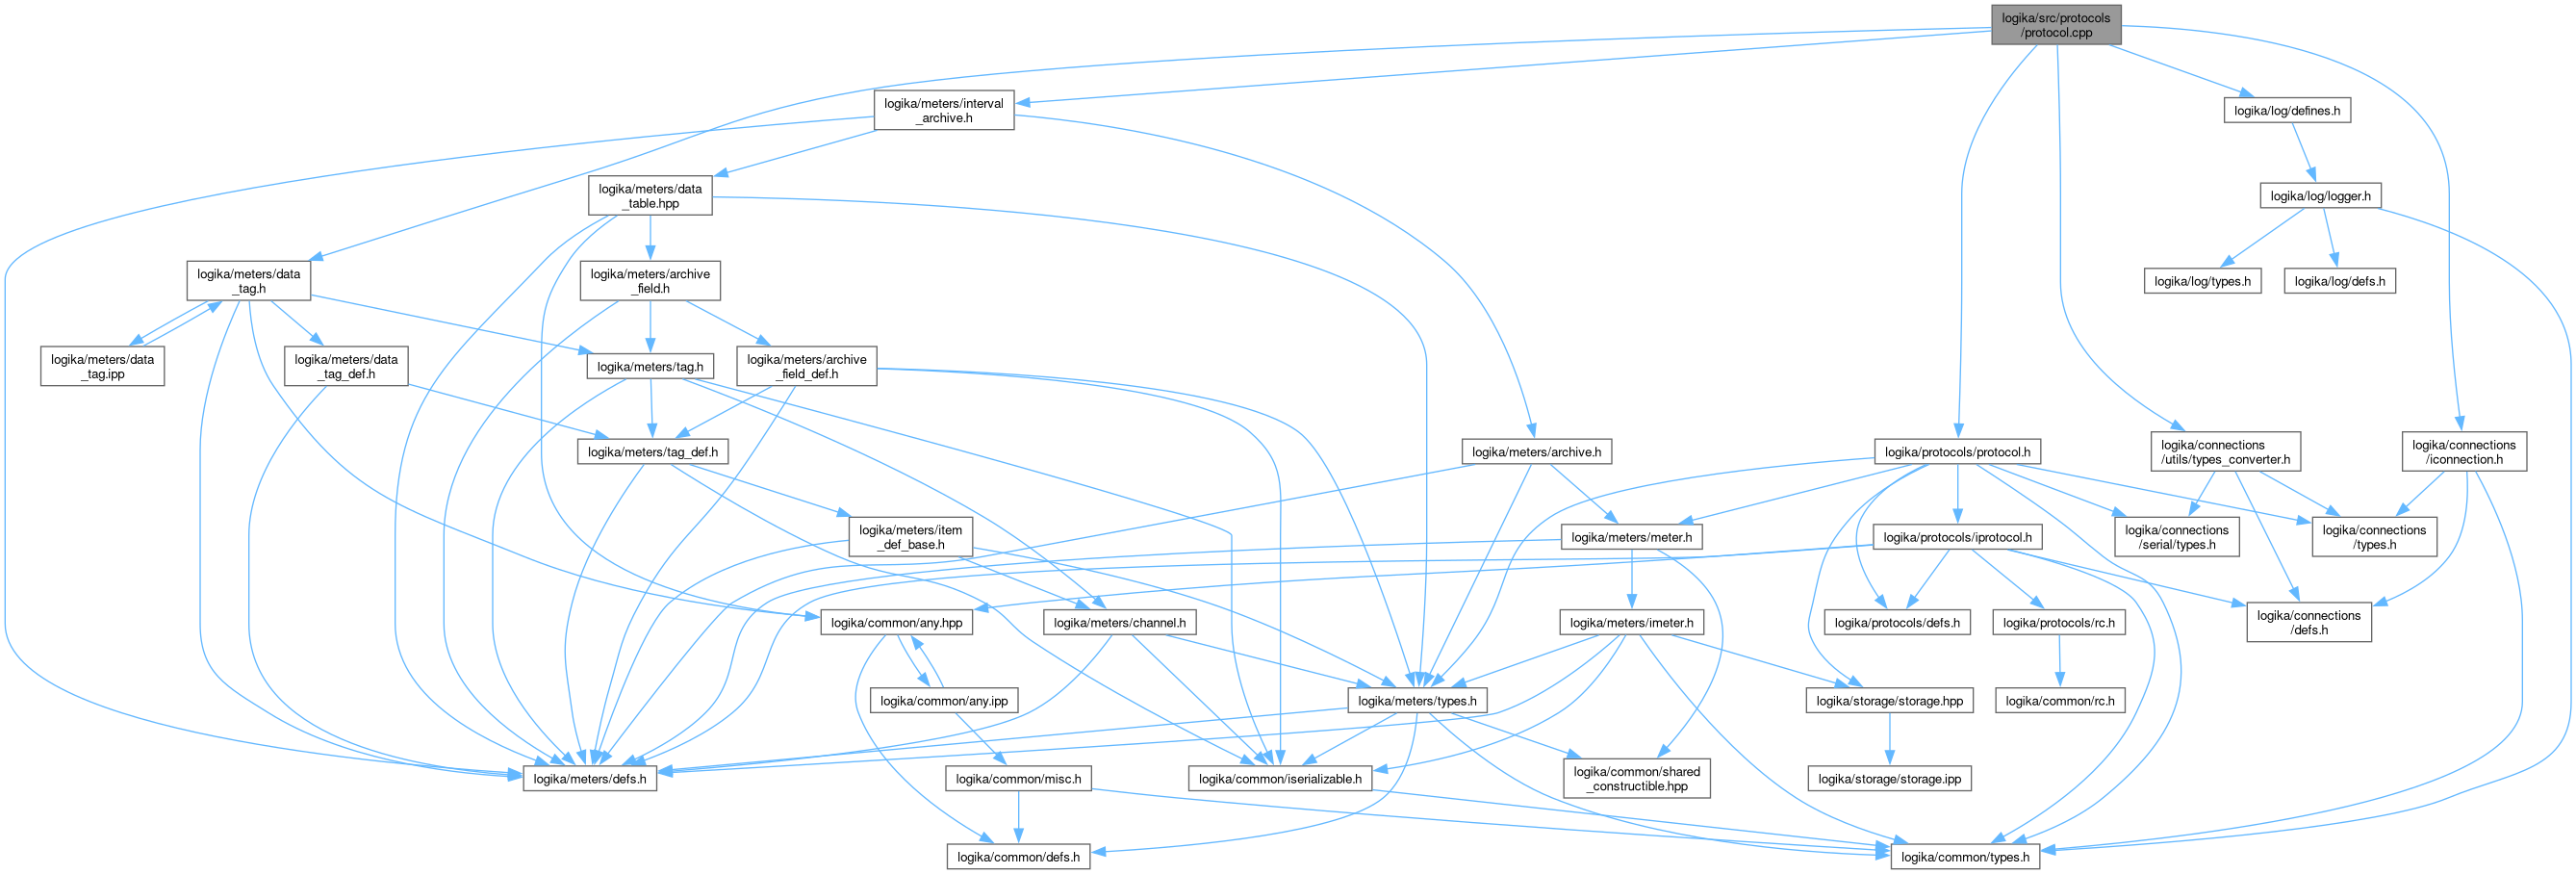 logika/src/protocols
/protocol.cpp
logika/meters/interval
_archive.h
logika/log/defines.h
logika/meters/data
_table.hpp
logika/log/logger.h
logika/meters/data
_tag.h
logika/meters/archive
_field.h
logika/log/types.h
logika/log/defs.h
logika/meters/data
_tag.ipp
logika/meters/data
_tag_def.h
logika/meters/tag.h
logika/meters/archive
_field_def.h
logika/meters/tag_def.h
logika/meters/archive.h
logika/protocols/protocol.h
logika/connections
/utils/types_converter.h
logika/connections
/iconnection.h
logika/meters/item
_def_base.h
logika/meters/meter.h
logika/protocols/iprotocol.h
logika/connections
/serial/types.h
logika/connections
/types.h
logika/common/any.hpp
logika/meters/channel.h
logika/meters/imeter.h
logika/protocols/defs.h
logika/protocols/rc.h
logika/connections
/defs.h
logika/common/any.ipp
logika/meters/types.h
logika/storage/storage.hpp
logika/common/rc.h
logika/meters/defs.h
logika/common/misc.h
logika/common/iserializable.h
logika/common/shared
_constructible.hpp
logika/storage/storage.ipp
logika/common/defs.h
logika/common/types.h